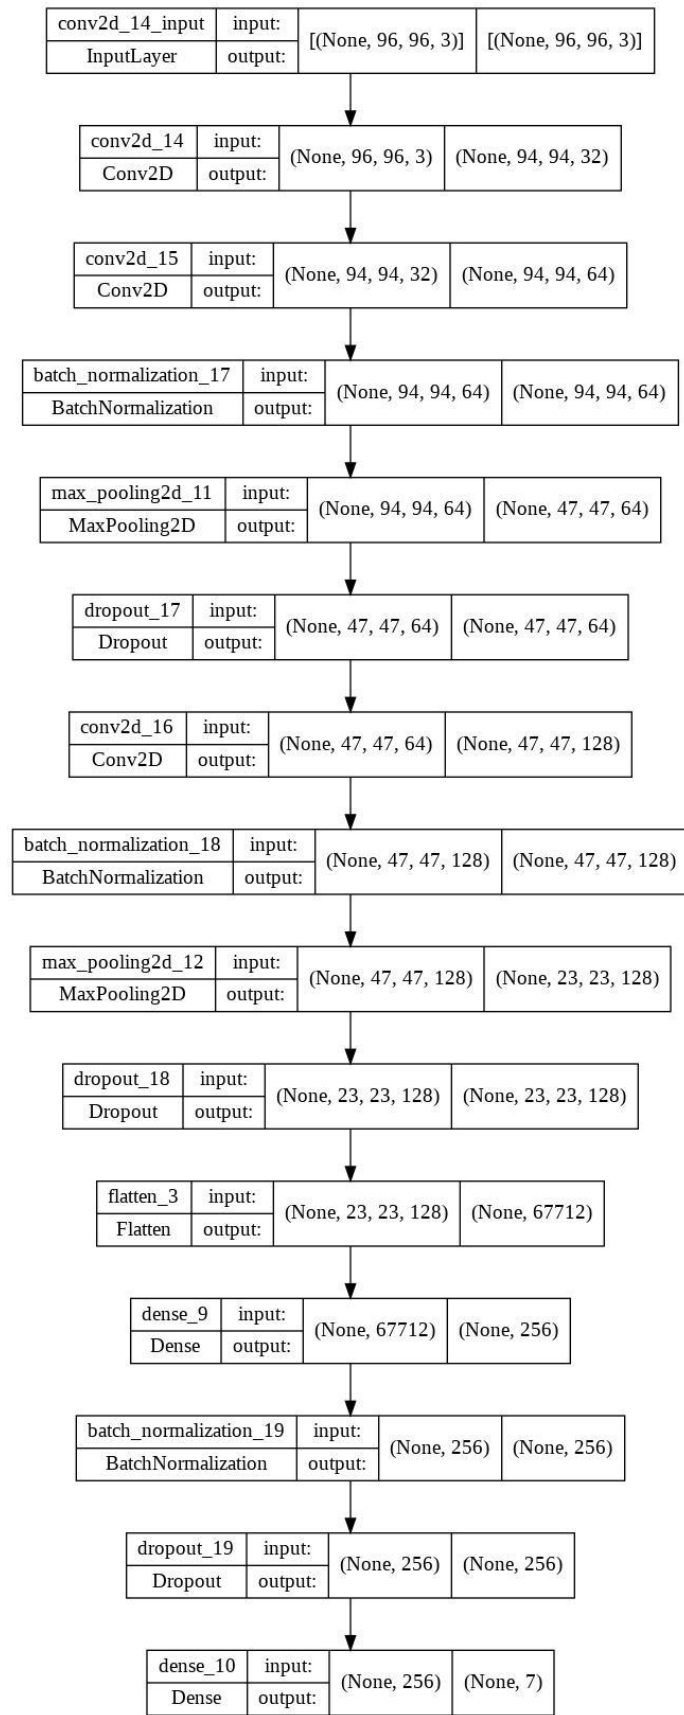 conv2d_14_input input: [(None, 96, 96, 3)] [(None, 96, 96, 3)]
InputLayer output:
conv2d_14 input: (None, 96, 96, 3) (None, 94, 94, 32)
Conv2D output:
conv2d_15 input: (None, 94, 94, 32) (None, 94, 94, 64)
Conv2D output:
batch_normalization_17 input: (None, 94, 94, 64) (None, 94, 94, 64)
BatchNormalization output:
max_pooling2d_11 input: (None, 94, 94, 64) (None, 47, 47, 64)
MaxPooling2D output:
dropout_17 input: (None, 47, 47, 64) (None, 47, 47, 64)
Dropout output:
conv2d_16 input: (None, 47, 47, 64) (None, 47, 47, 128)
Conv2D output:
batch_normalization_18 input: (None, 47, 47, 128) (None, 47, 47, 128)
BatchNormalization output:
max_pooling2d_12 input: (None, 47, 47, 128) (None, 23, 23, 128)
MaxPooling2D output:
dropout_18 input: (None, 23, 23, 128) (None, 23, 23, 128)
Dropout output:
flatten_3 input: (None, 23, 23, 128) (None, 67712)
Flatten output:
dense_9 input: (None, 67712) (None, 256)
Dense output:
batch_normalization_19 input: (None, 256) (None, 256)
BatchNormalization output:
dropout_19 input: (None, 256) (None, 256)
Dropout output:
dense_10 input: (None, 256) (None, 7)
Dense output: